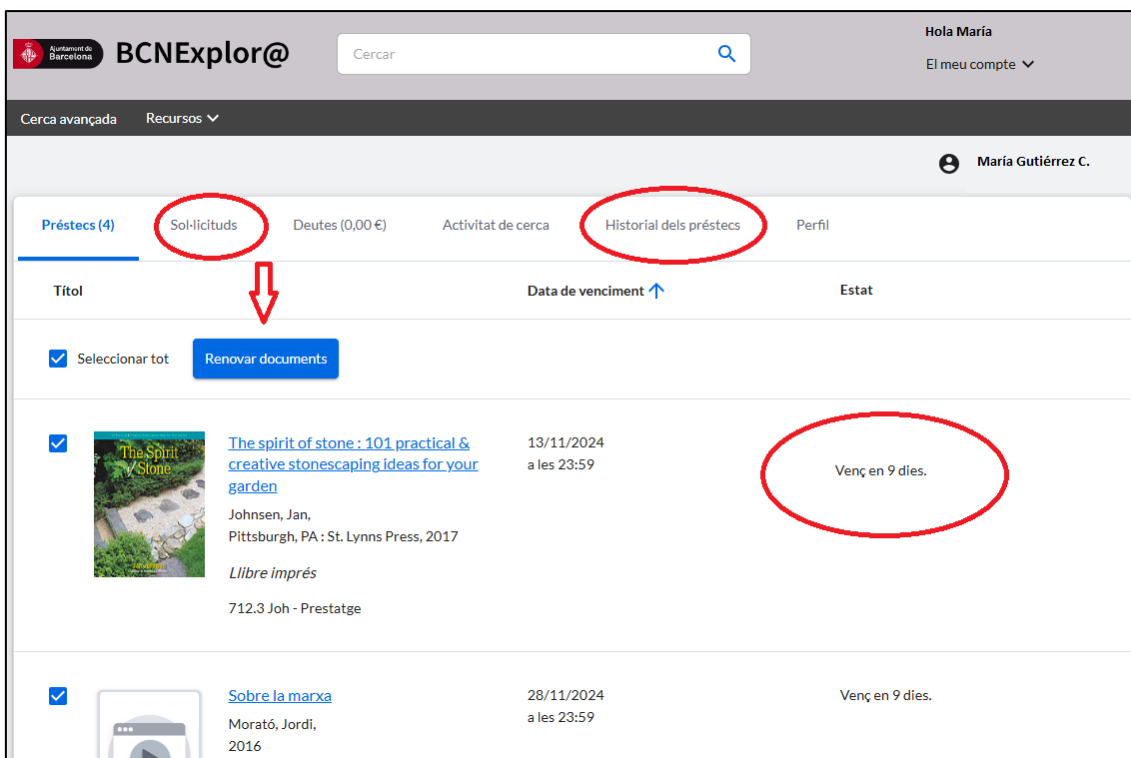 Hola María
Ajuntament de
Barcelona
BCNExplor@
Cercar
El meu compte
Cerca avançada Recursos
María Gutiérrez C.
Préstecs (4) Sol·licituds Deutes (0,00 €) Activitat de cerca Historial dels préstecs Perfil
Títol Data de venciment Estat
Seleccionar tot Renovar documents
The Spirit
of Stone
The spirit of stone : 101 practical &
creative stonescaping ideas for your
garden
Johnsen, Jan,
Pittsburgh, PA : St. Lynns Press, 2017
Llibre imprés
712.3 Joh - Prestatge
13/11/2024
a les 23:59
Venç en 9 dies.
Sobre la marxa
Morató, Jordi,
2016
28/11/2024
a les 23:59
Venç en 9 dies.